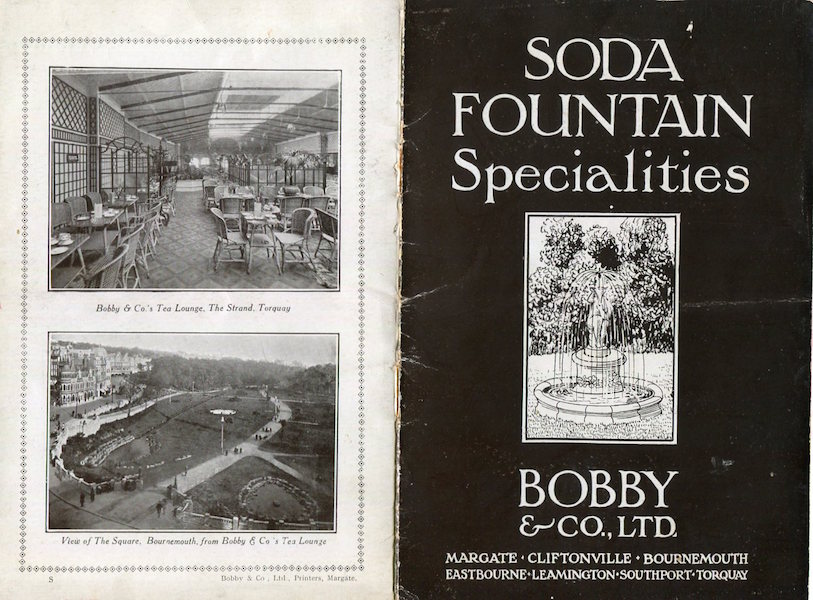 Bobby & Co.'s Tea Lounge, The Strand, Torquay
View of The Square, Bournemouth, from Bobby & Co 's Tea Lounge
8
Bobby & Co., Ltd., Printers, Margate.
SODA
FOUNTAIN
Specialities
BOBBY
& CO., LTD.
MARGATE · CLIFTONVILLE · BOURNEMOUTH
EASTBOURNE · LEAMINGTON · SOUTHPORT · TORQUAY